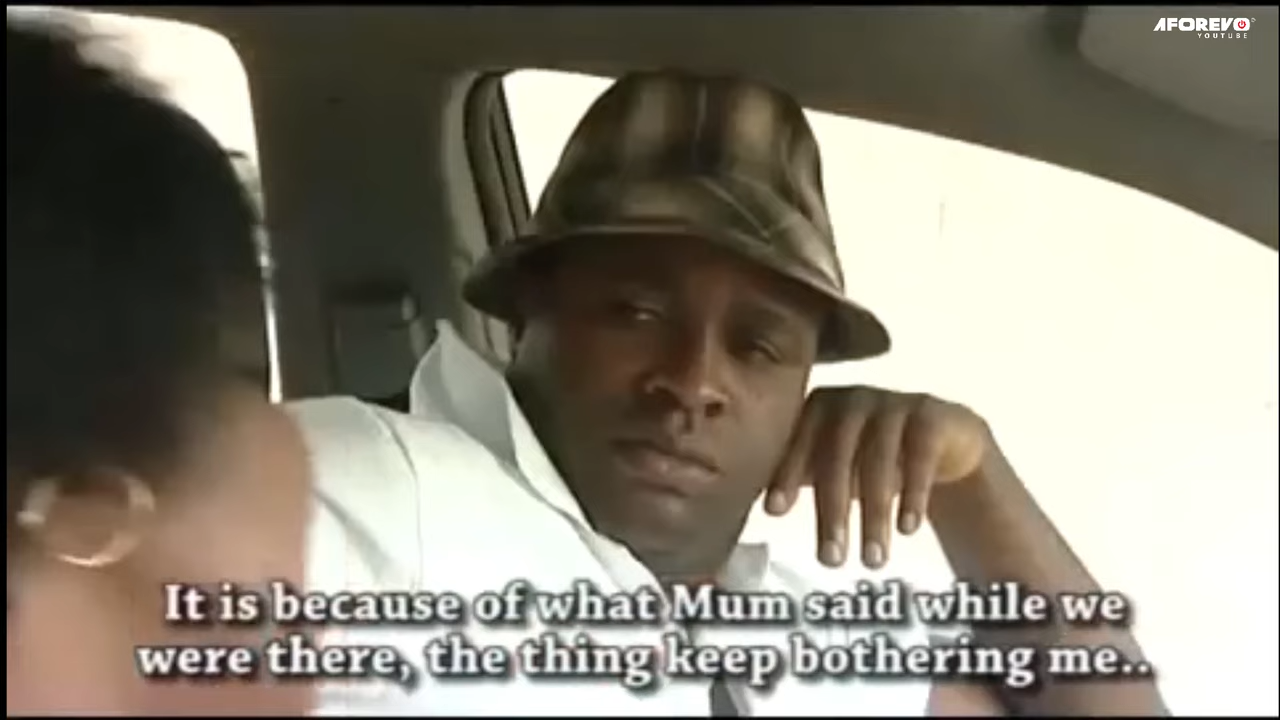 AFOREVO
YOUTUBE
It is because of what Mum said while we
were there, the thing keep bothering me..